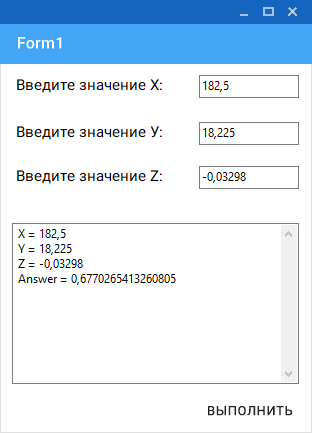 Form1
Введите значение X: 182,5
Введите значение У: 18,225
Введите значение Z: -0,03298
X = 182,5
Y = 18,225
Z = -0,03298
Answer = 0,6770265413260805
ВЫПОЛНИТЬ